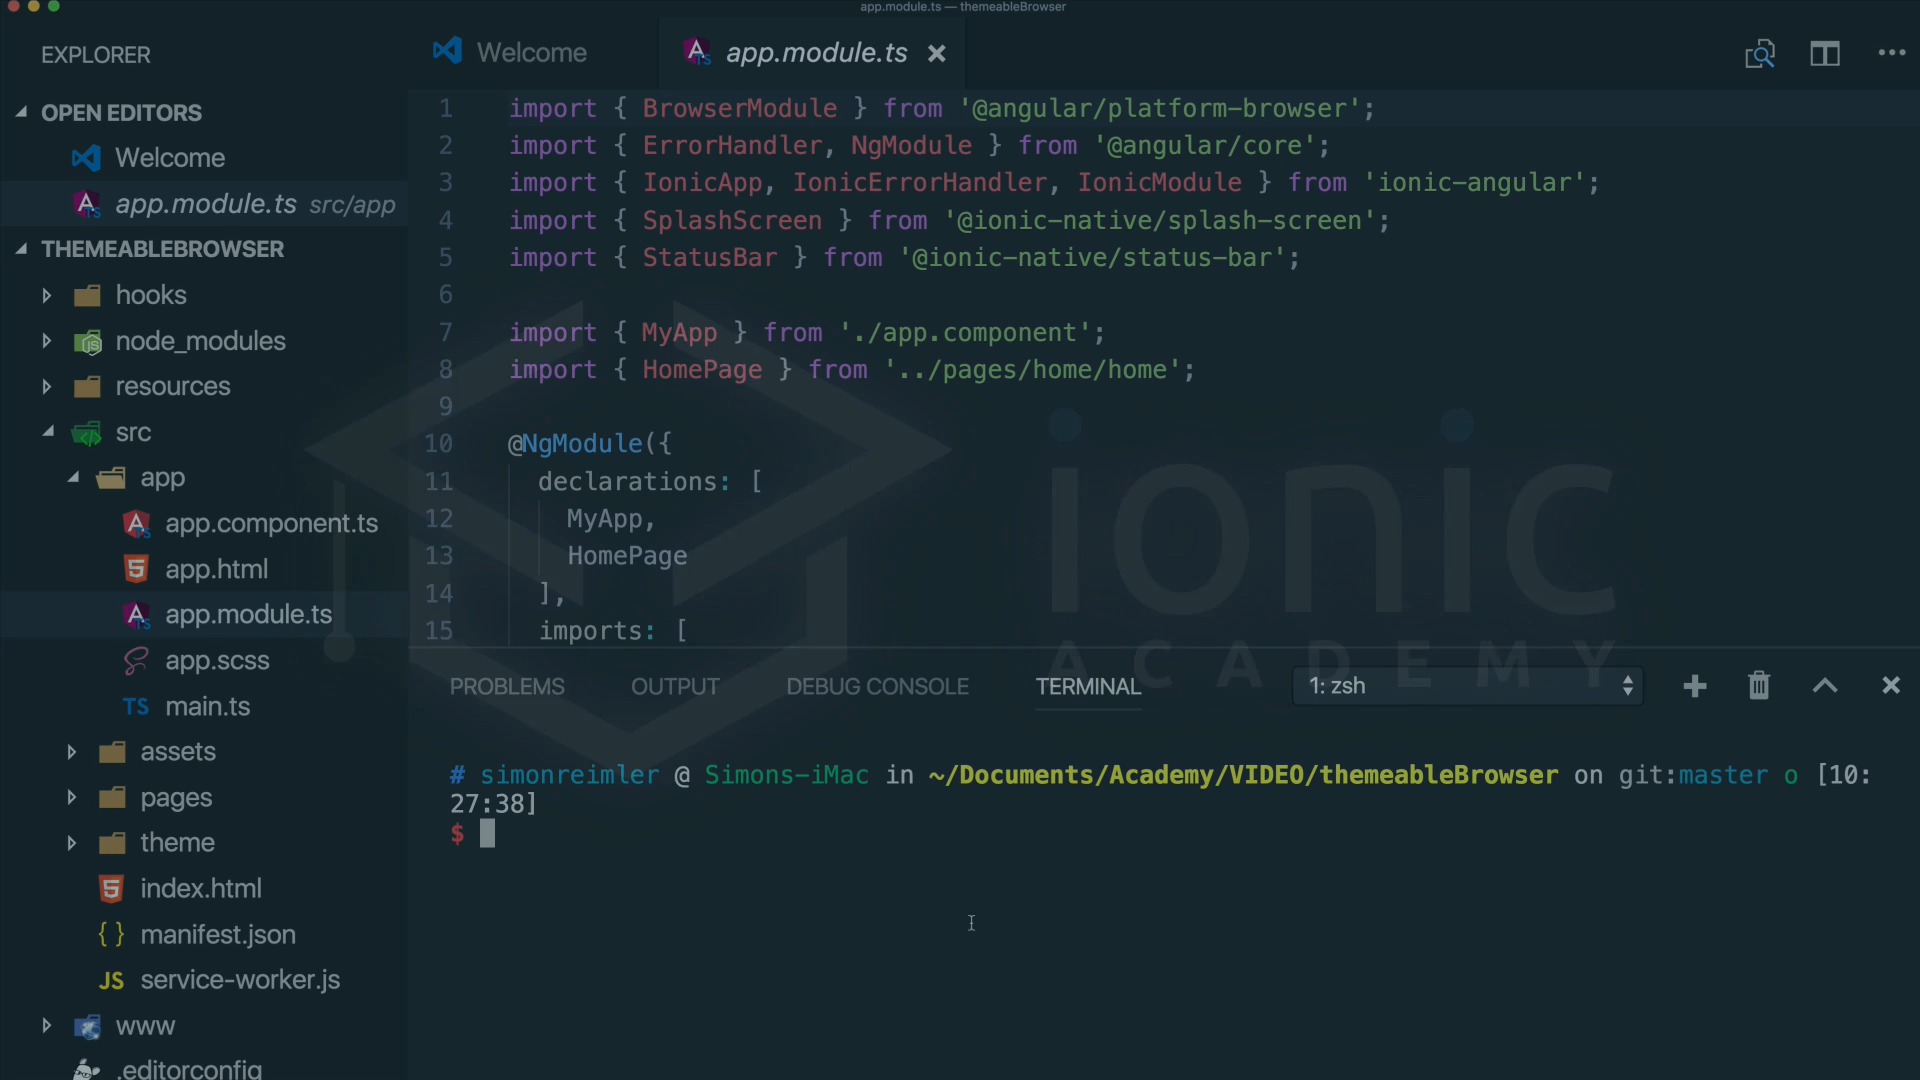 app.module.ts — themeableBrowser
EXPLORER
OPEN EDITORS
Welcome
app.module.ts src/app
THEMEABLEBROWSER
hooks
node_modules
resources
src
app
app.component.ts
app.html
app.module.ts
app.scss
main.ts
assets
pages
theme
index.html
manifest.json
service-worker.js
www
.editorconfig
Welcome
app.module.ts
1 import { BrowserModule } from '@angular/platform-browser';
2 import { ErrorHandler, NgModule } from '@angular/core';
3 import { IonicApp, IonicErrorHandler, IonicModule } from 'ionic-angular';
4 import { SplashScreen } from '@ionic-native/splash-screen';
5 import { StatusBar } from '@ionic-native/status-bar';
6
7 import { MyApp } from './app.component';
8 import { HomePage } from '../pages/home/home';
9
10 @NgModule({
11 declarations: [
12 MyApp,
13 HomePage
14 ],
15 imports: [
ionic
ACADEMY
PROBLEMS OUTPUT DEBUG CONSOLE TERMINAL 1: zsh
# simonreimler @ Simons-iMac in ~/Documents/Academy/VIDEO/themeableBrowser on git:master o [10:
27:38]
$